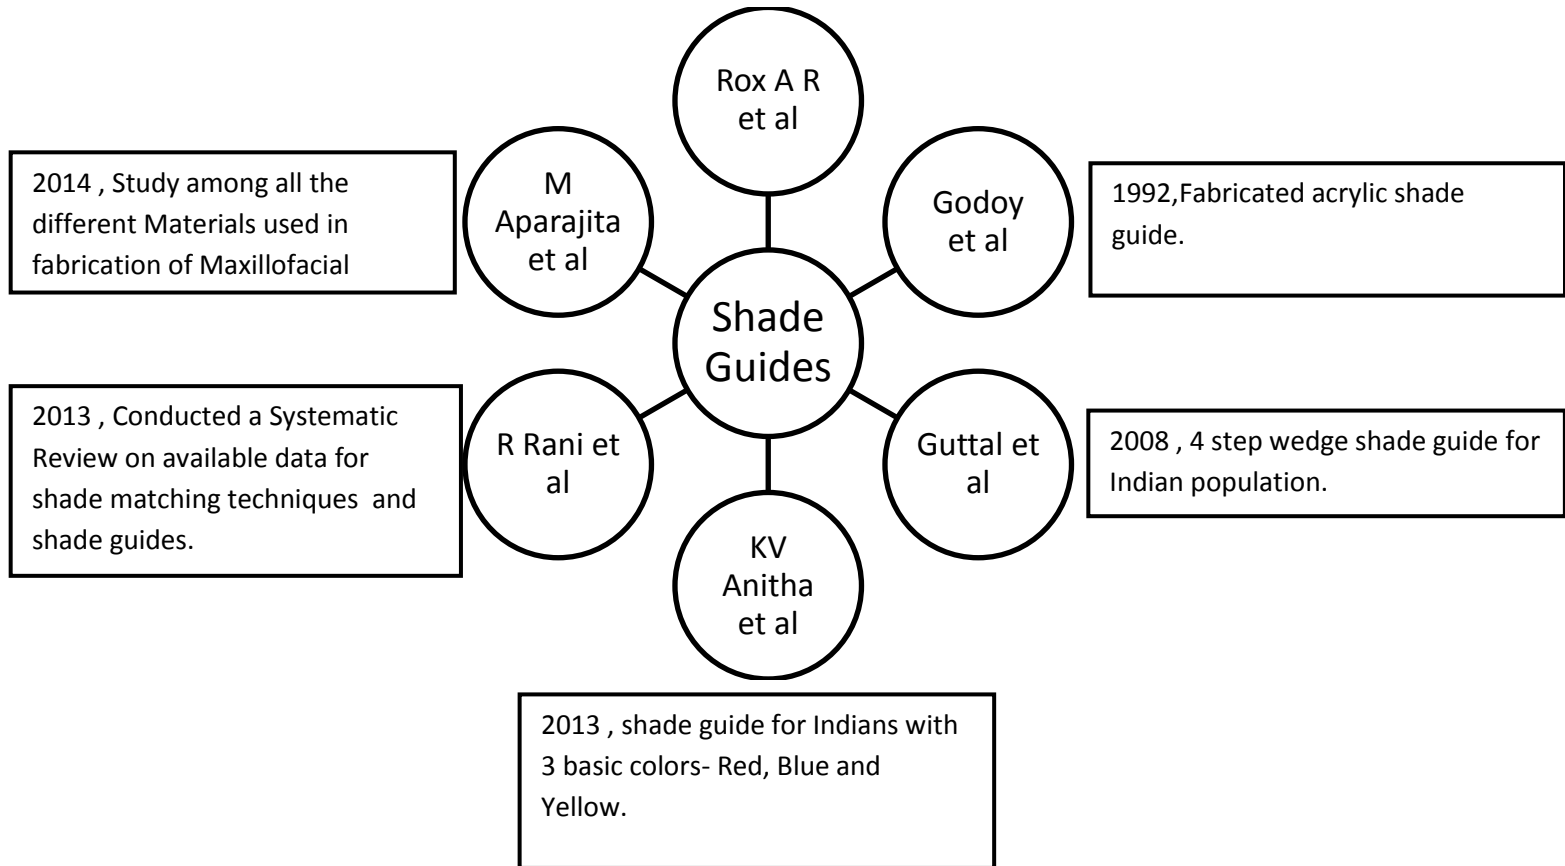 Rox A R
et al
M
Aparajita
et al
2014 , Study among all the
different Materials used in
fabrication of Maxillofacial
Godoy
et al
1992,Fabricated acrylic shade
guide.
Shade
Guides
R Rani et
al
2013 , Conducted a Systematic
Review on available data for
shade matching techniques  and
shade guides.
Guttal et
al
2008 , 4 step wedge shade guide for
Indian population.
KV
Anitha
et al
2013 , shade guide for Indians with
3 basic colors- Red, Blue and
Yellow.